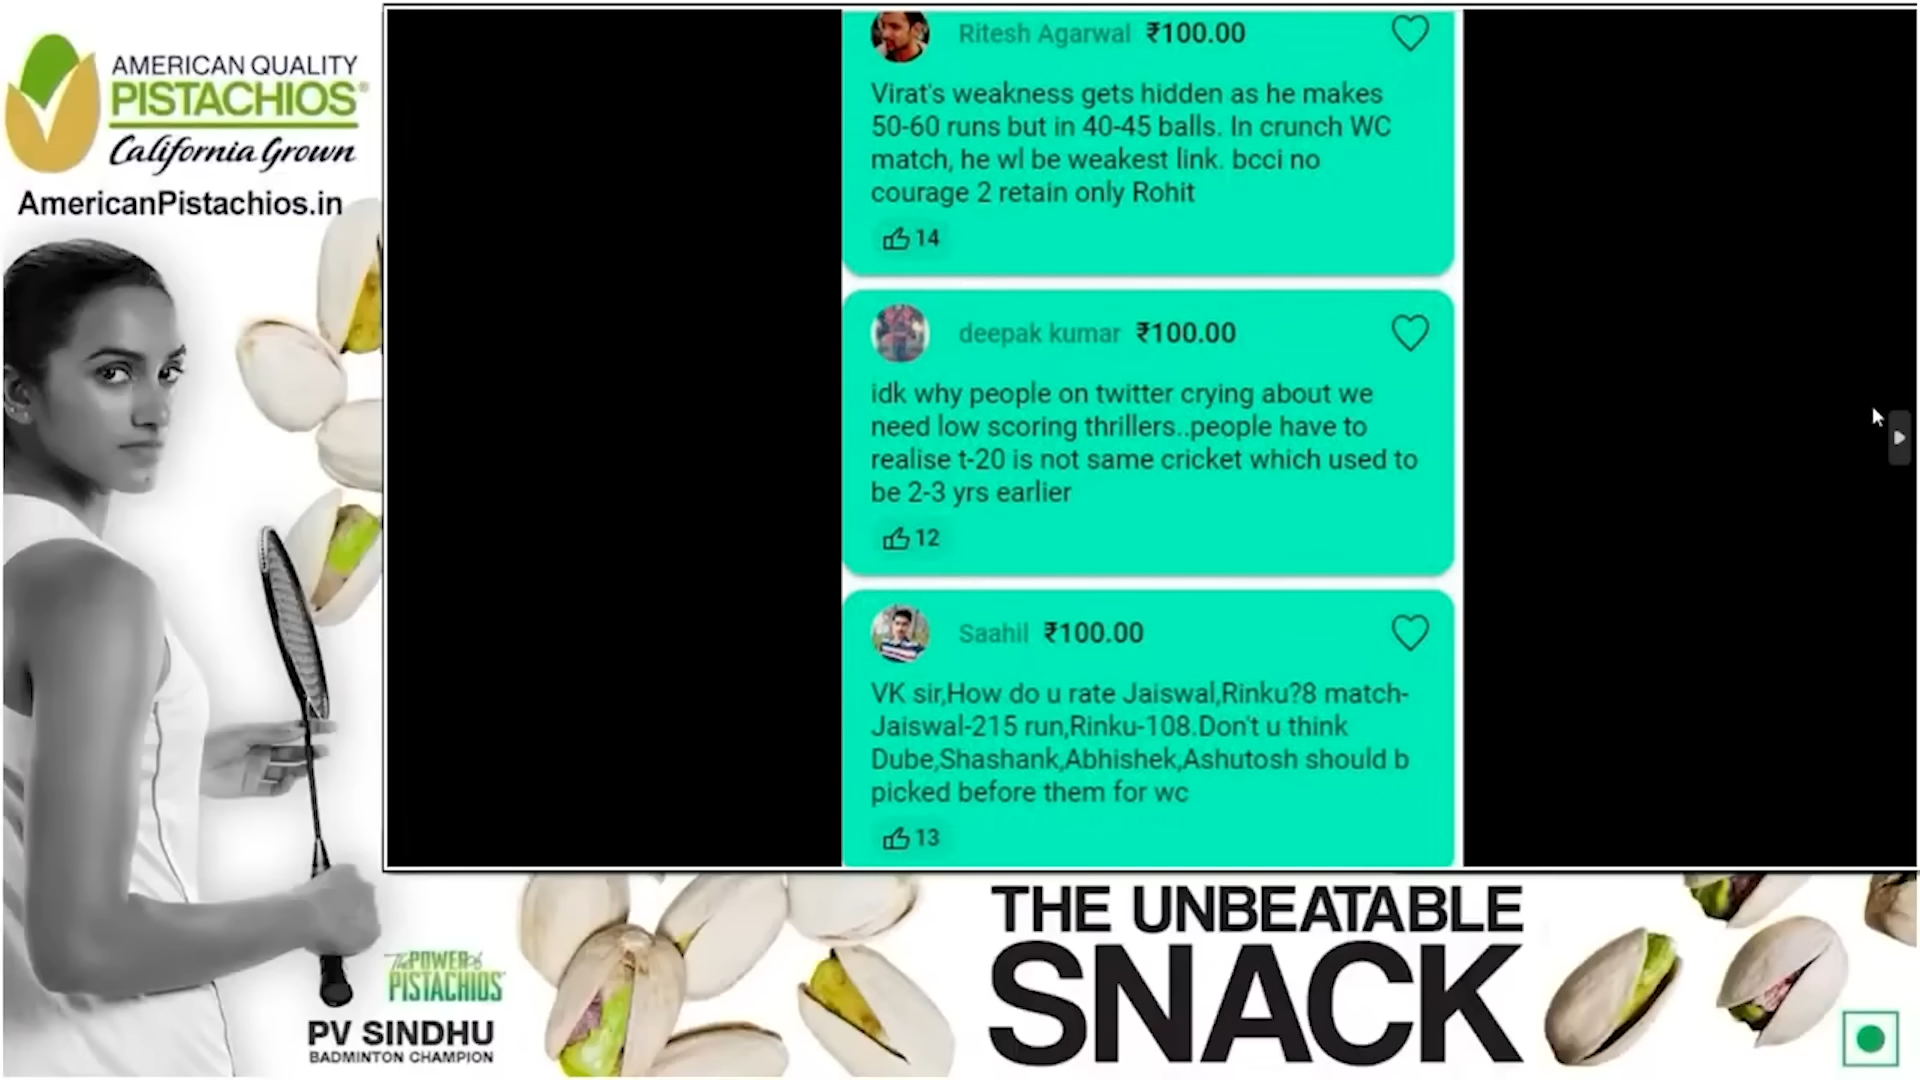 AMERICAN QUALITY
PISTACHIOS®
California Grown
AmericanPistachios.in
Ritesh Agarwal ₹100.00
Virat's weakness gets hidden as he makes
50-60 runs but in 40-45 balls. In crunch WC
match, he wl be weakest link. bcci no
courage 2 retain only Rohit
14
deepak kumar ₹100.00
idk why people on twitter crying about we
need low scoring thrillers..people have to
realise t-20 is not same cricket which used to
be 2-3 yrs earlier
12
Saahil ₹100.00
VK sir,How do u rate Jaiswal,Rinku?8 match-
Jaiswal-215 run,Rinku-108.Don't u think
Dube,Shashank,Abhishek,Ashutosh should b
picked before them for wc
13
The POWER of
PISTACHIOS
PV SINDHU
BADMINTON CHAMPION
THE UNBEATABLE
SNACK